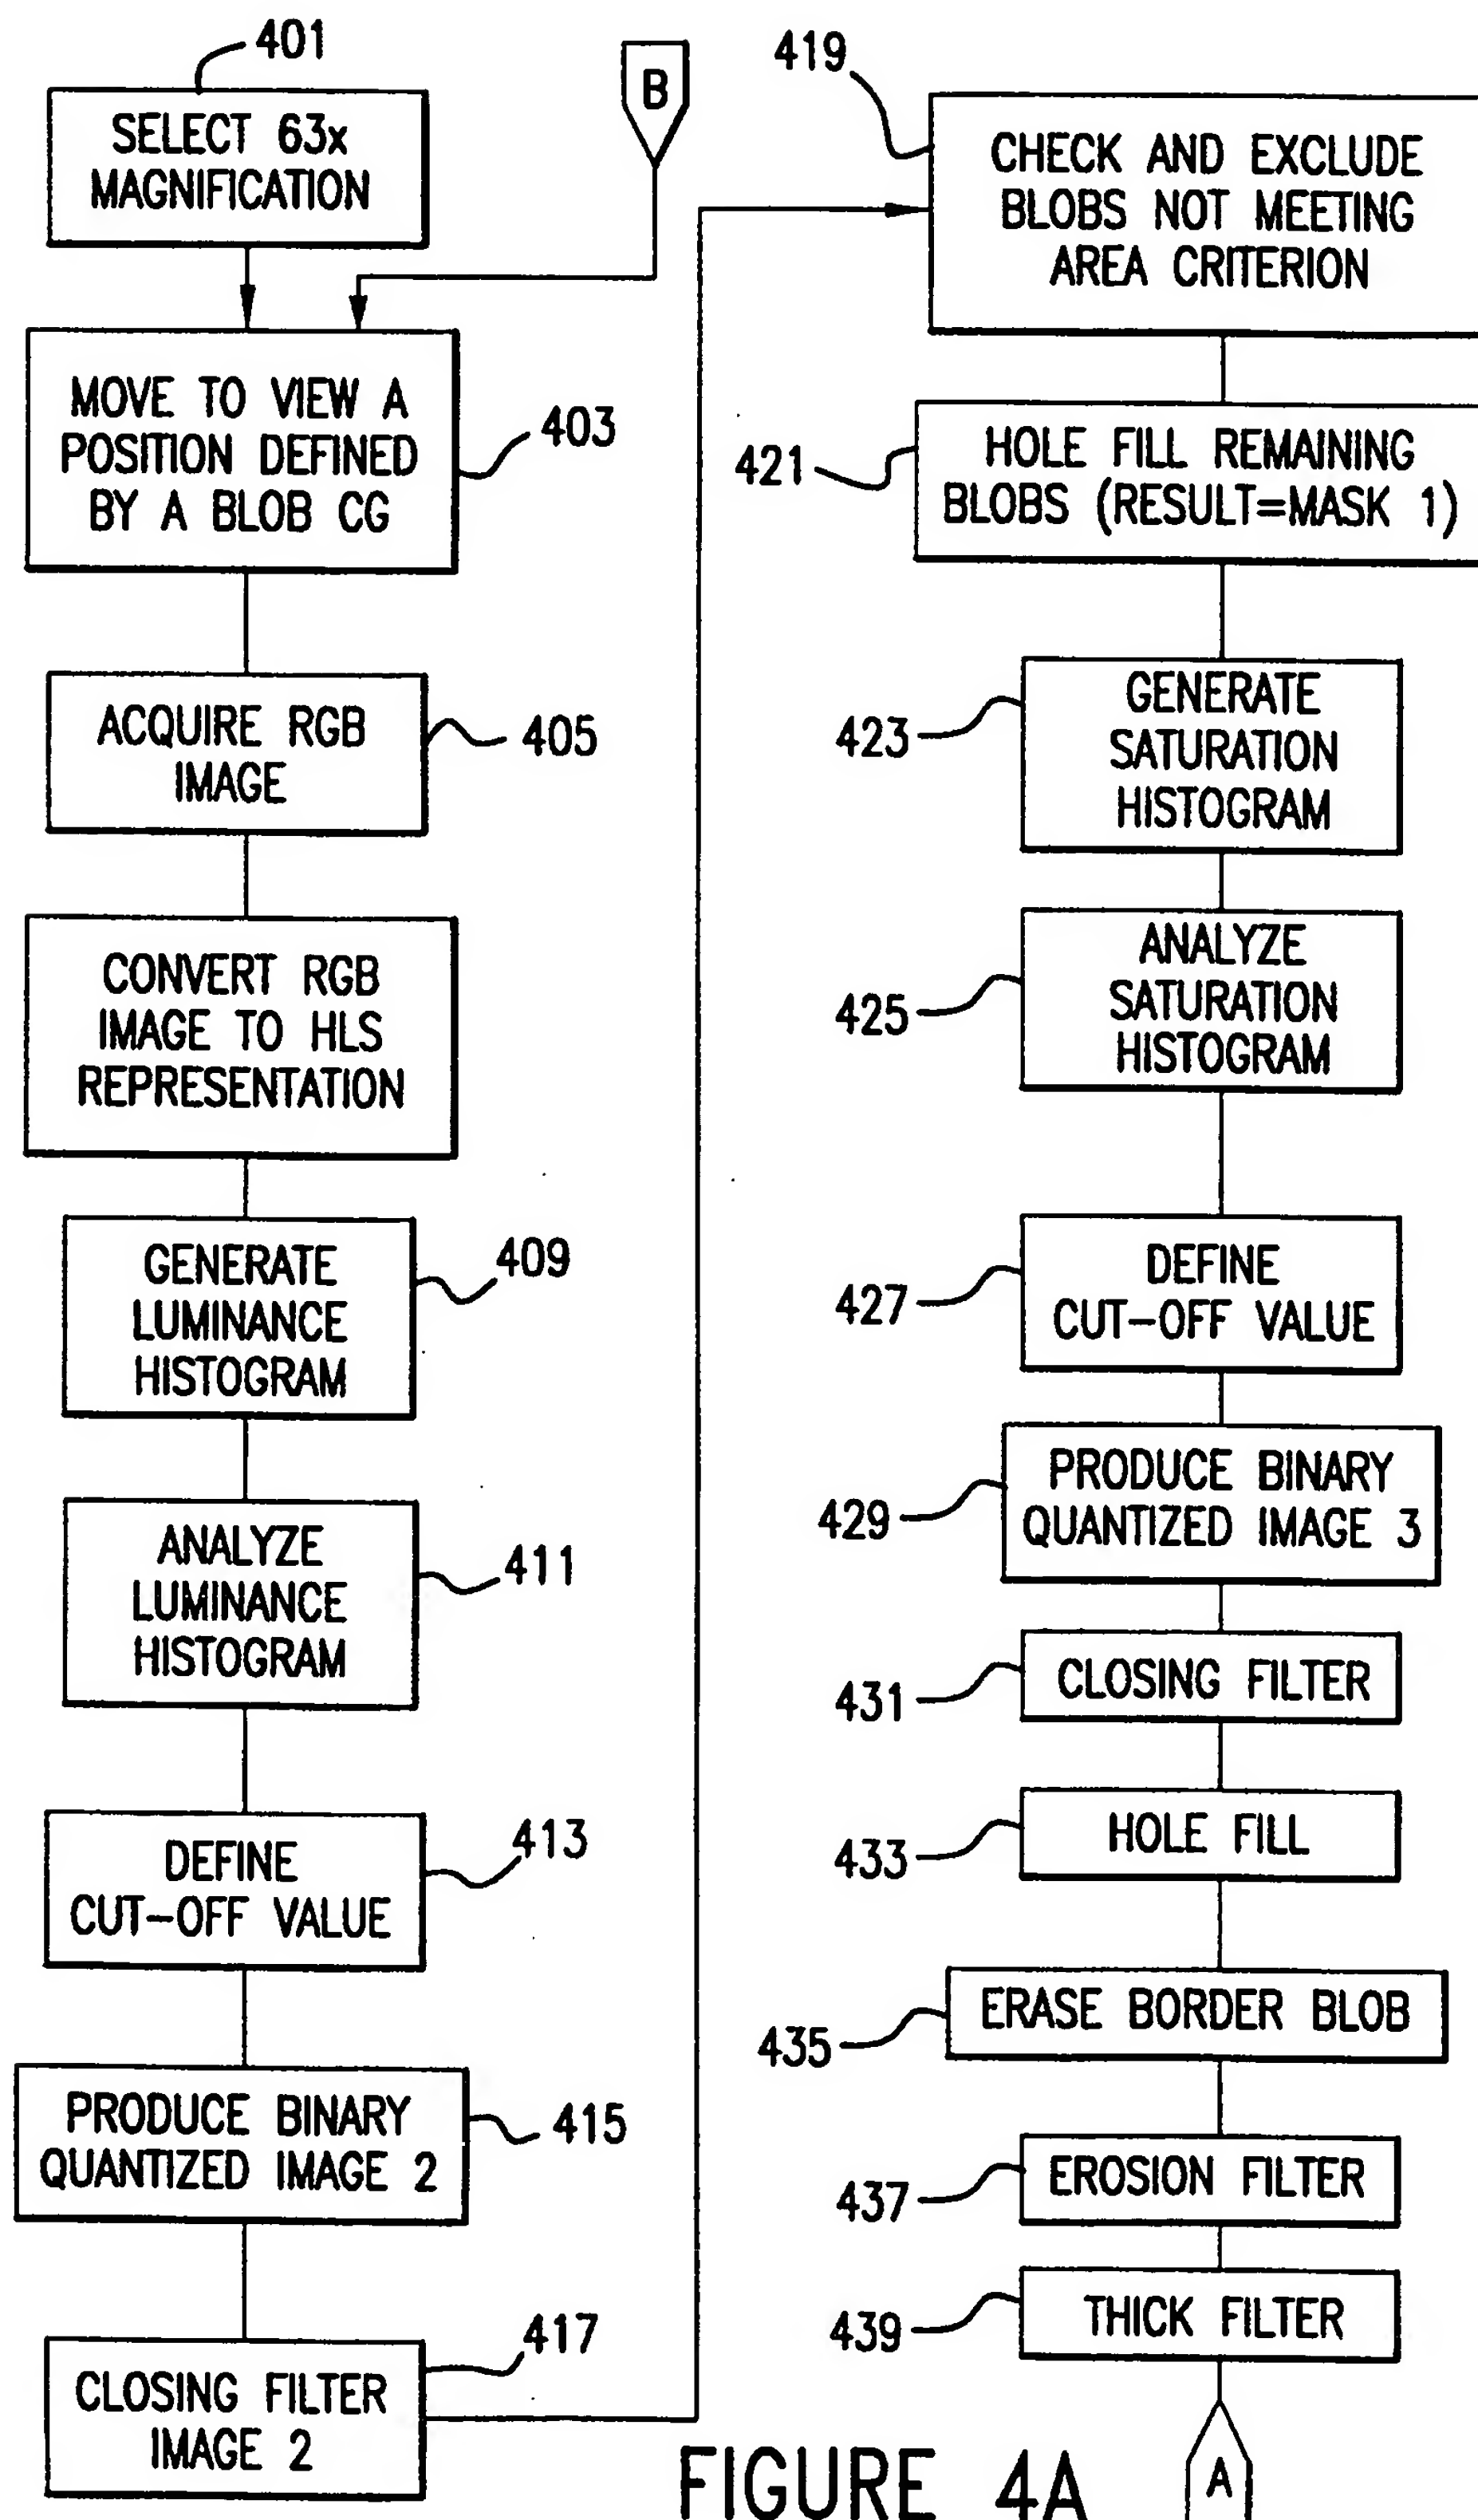 401
SELECT 63x
MAGNIFICATION
B
MOVE TO VIEW A
POSITION DEFINED
BY A BLOB CG
403
ACQUIRE RGB
IMAGE
405
CONVERT RGB
IMAGE TO HLS
REPRESENTATION
GENERATE
LUMINANCE
HISTOGRAM
409
ANALYZE
LUMINANCE
HISTOGRAM
411
DEFINE
CUT-OFF VALUE
413
PRODUCE BINARY
QUANTIZED IMAGE 2
415
CLOSING FILTER
IMAGE 2
417
419
CHECK AND EXCLUDE
BLOBS NOT MEETING
AREA CRITERION
421
HOLE FILL REMAINING
BLOBS (RESULT=MASK 1)
423
GENERATE
SATURATION
HISTOGRAM
425
ANALYZE
SATURATION
HISTOGRAM
427
DEFINE
CUT-OFF VALUE
429
PRODUCE BINARY
QUANTIZED IMAGE 3
431
CLOSING FILTER
433
HOLE FILL
435
ERASE BORDER BLOB
437
EROSION FILTER
439
THICK FILTER
A
FIGURE 4A